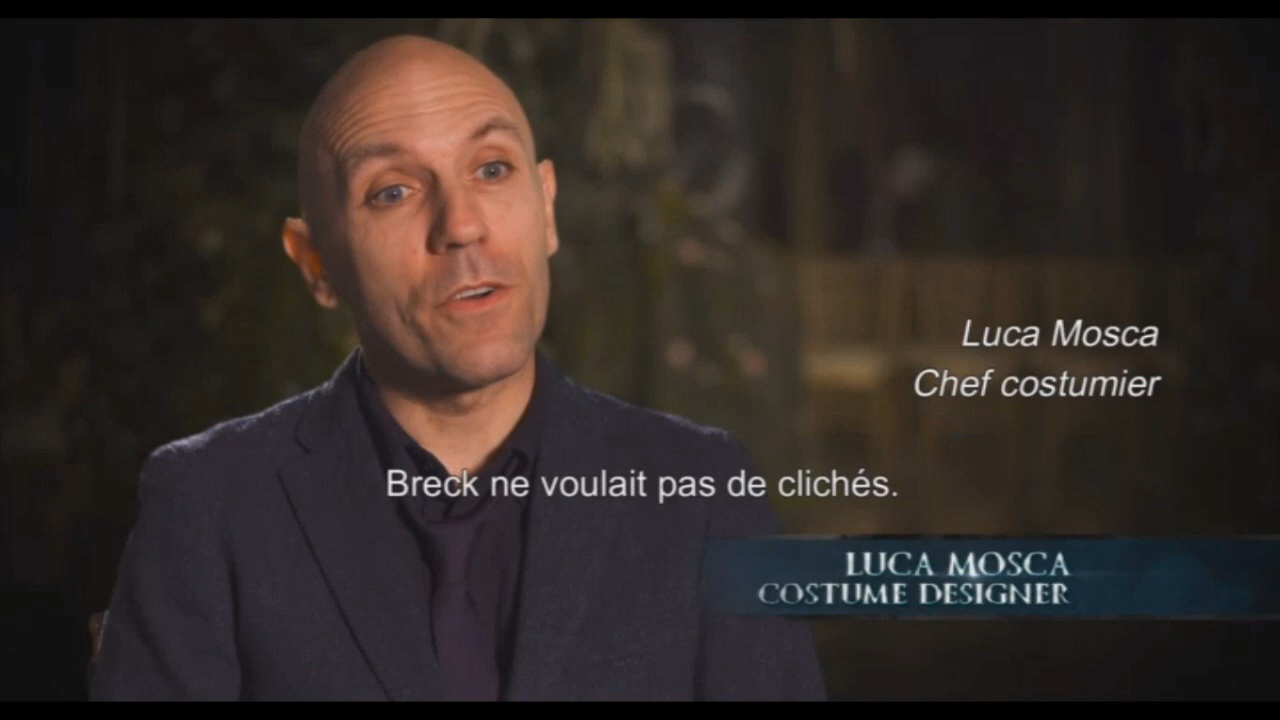 Luca Mosca
Chef costumier
Breck ne voulait pas de clichés.
LUCA MOSCA
COSTUME DESIGNER